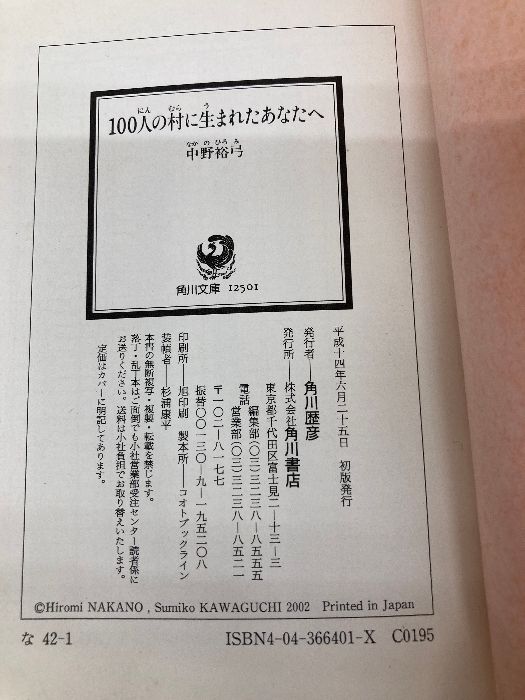 にん むら う
100人の村に生まれたあなたへ
なか の ひろ み
中野裕弓
角川文庫 12501
平成十四年六月二十五日 初版発行
発行者――角川歴彦
発行所――株式会社角川書店
東京都千代田区富士見二―十三―三
電話 編集部(〇三)三二三八―八五五五
営業部(〇三)三二三八―八五二一
〒一〇二―八一七七
振替〇〇一三〇―九―一九五二〇八
印刷所――旭印刷 製本所――コオトブックライン
装幀者――杉浦康平
本書の無断複写・複製・転載を禁じます。
落丁・乱丁本はご面倒でも小社営業部受注センター読者係に
お送りください。送料は小社負担でお取り替えいたします。
定価はカバーに明記してあります。
©Hiromi NAKANO, Sumiko KAWAGUCHI 2002 Printed in Japan
な 42-1 ISBN4-04-366401-X C0195